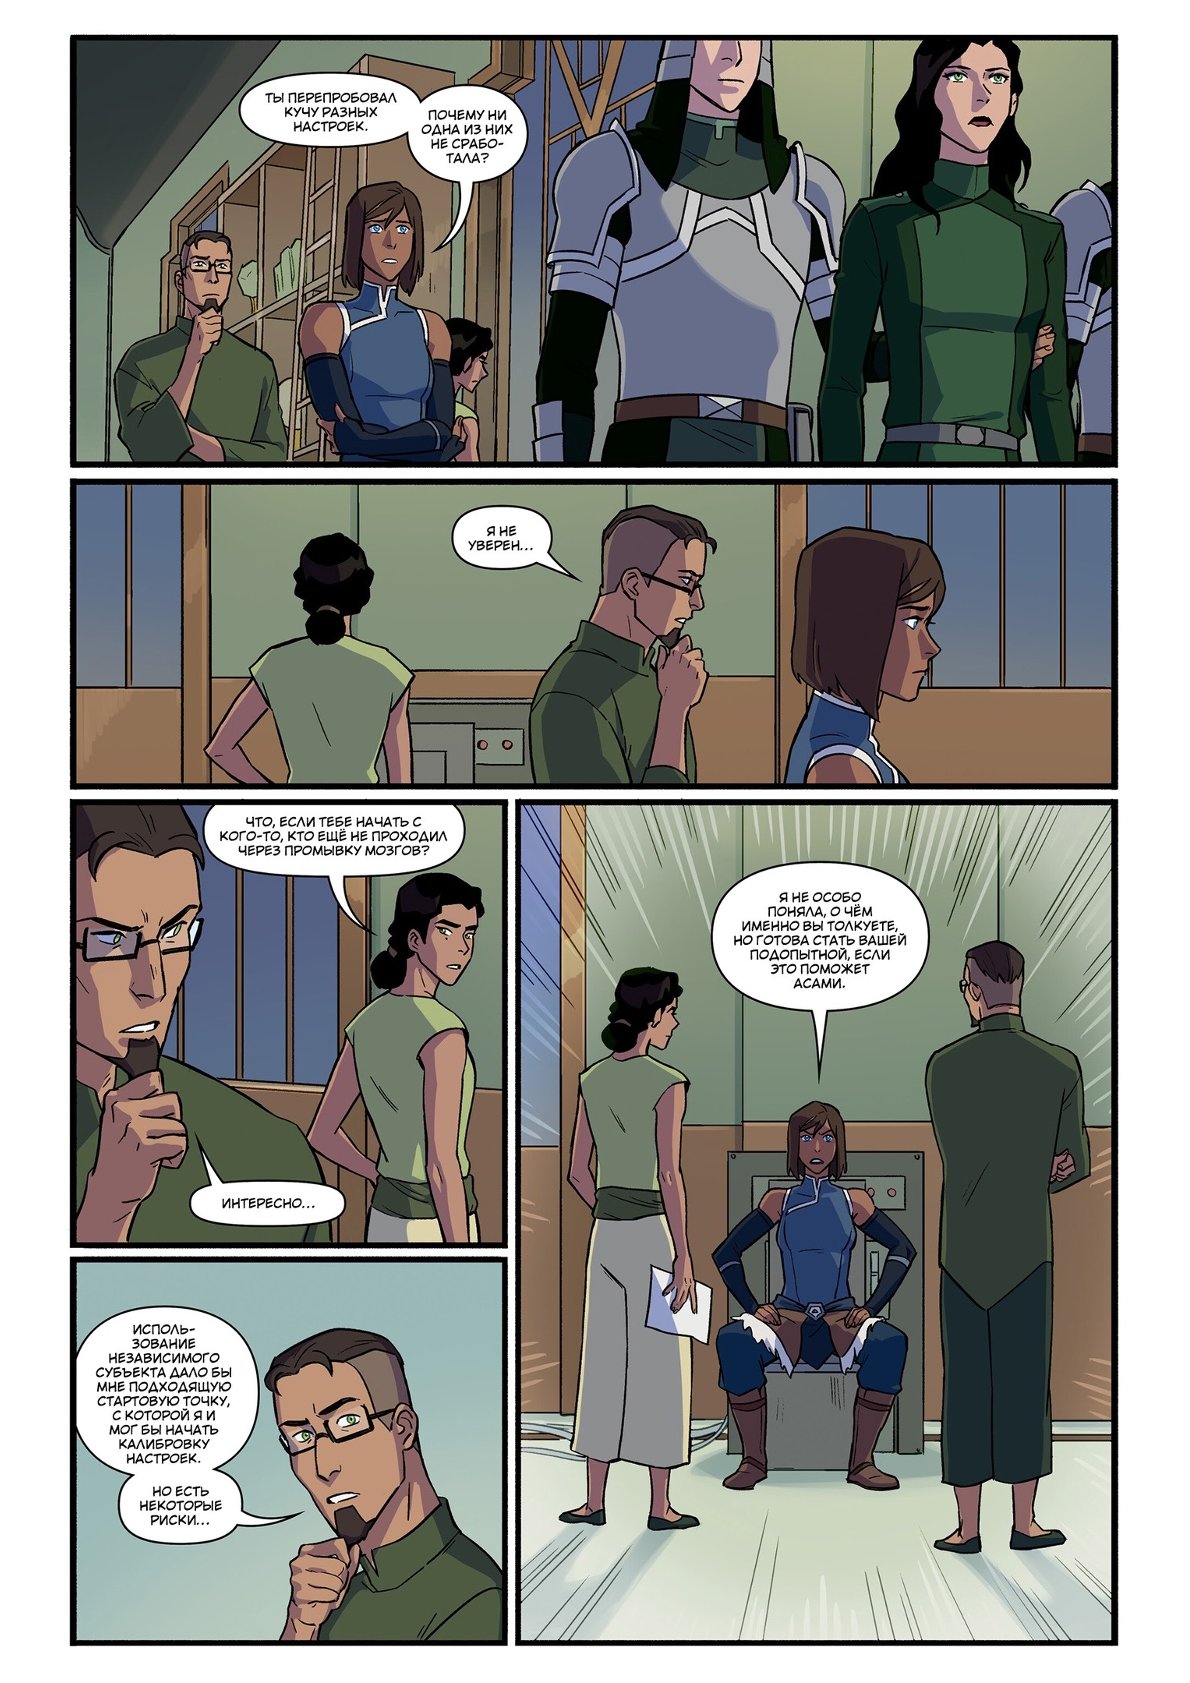 ТЫ ПЕРЕПРОБОВАЛ
КУЧУ РАЗНЫХ
НАСТРОЕК.
ПОЧЕМУ НИ
ОДНА ИЗ НИХ
НЕ СРАБО-
ТАЛА?
Я НЕ
УВЕРЕН...
ЧТО, ЕСЛИ ТЕБЕ НАЧАТЬ С
КОГО-ТО, КТО ЕЩЁ НЕ ПРОХОДИЛ
ЧЕРЕЗ ПРОМЫВКУ МОЗГОВ?
ИНТЕРЕСНО...
ИСПОЛЬ-
ЗОВАНИЕ
НЕЗАВИСИМОГО
СУБЪЕКТА ДАЛО БЫ
МНЕ ПОДХОДЯЩУЮ
СТАРТОВУЮ ТОЧКУ,
С КОТОРОЙ Я И
МОГ БЫ НАЧАТЬ
КАЛИБРОВКУ
НАСТРОЕК.
НО ЕСТЬ
НЕКОТОРЫЕ
РИСКИ...
Я НЕ ОСОБО
ПОНЯЛА, О ЧЁМ
ИМЕННО ВЫ ТОЛКУЕТЕ,
НО ГОТОВА СТАТЬ ВАШЕЙ
ПОДОПЫТНОЙ, ЕСЛИ
ЭТО ПОМОЖЕТ
АСАМИ.